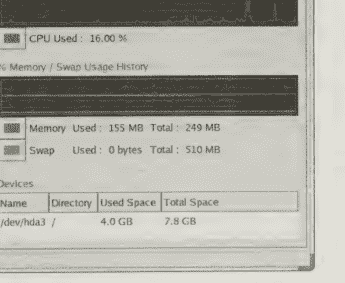 CPU Used : 16.00 %
% Memory / Swap Usage History
Memory Used : 155 MB Total : 249 MB
Swap Used : 0 bytes Total : 510 MB
Devices
Name Directory Used Space Total Space
/dev/hda3 / 4.0 GB 7.8 GB